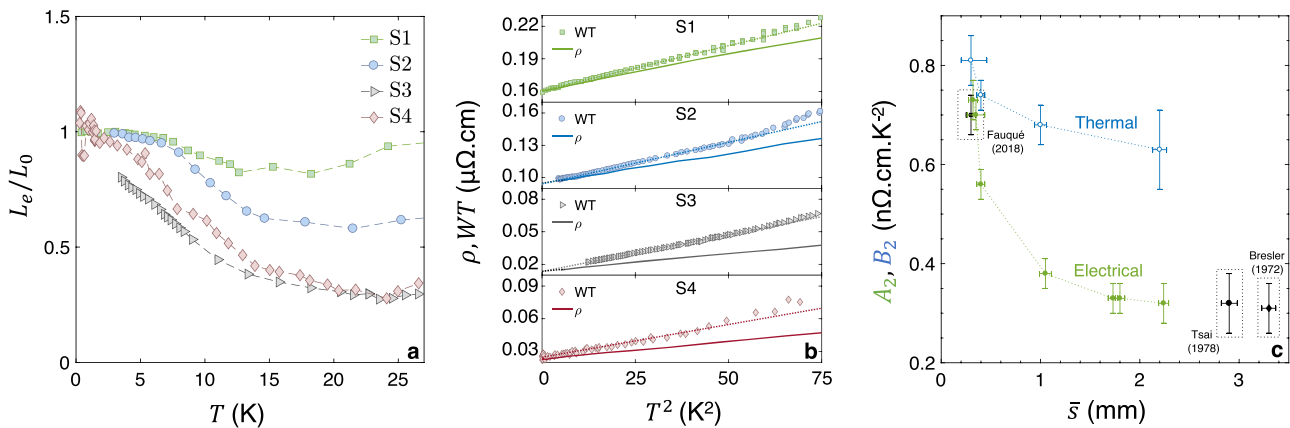 1.5
1
0.5
0
L_e/L_0
S1
S2
S3
S4
a
0 5 10 15 20 25
T (K)
0.22
0.19
0.16
WT
ρ
S1
0.16
0.13
0.10
WT
ρ
S2
0.06
0.04
0.02
WT
ρ
S3
0.09
0.06
0.03
WT
ρ
S4
b
ρ, WT (μΩ.cm)
0 25 50 75
T² (K²)
0.8
0.6
0.4
0.2
A₂, B₂ (nΩ.cm.K⁻²)
Thermal
Fauqué
(2018)
Electrical
Bresler
(1972)
Tsai
(1978)
c
0 1 2 3
s̄ (mm)